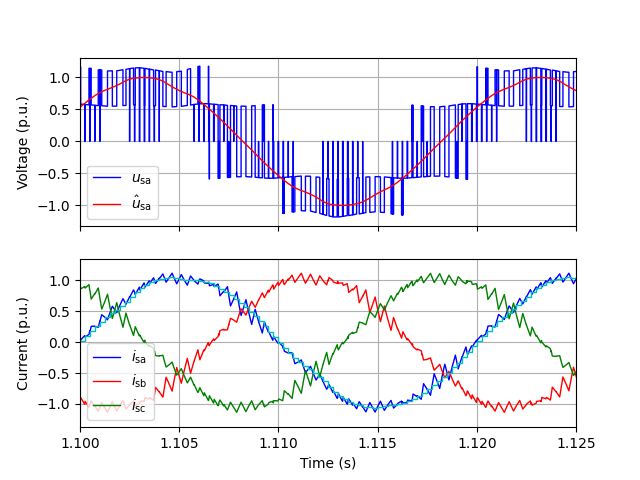 Voltage (p.u.)
1.0
0.5
0.0
−0.5
−1.0
u_sa
û_sa
Current (p.u.)
1.0
0.5
0.0
−0.5
−1.0
i_sa
i_sb
i_sc
1.100 1.105 1.110 1.115 1.120 1.125
Time (s)